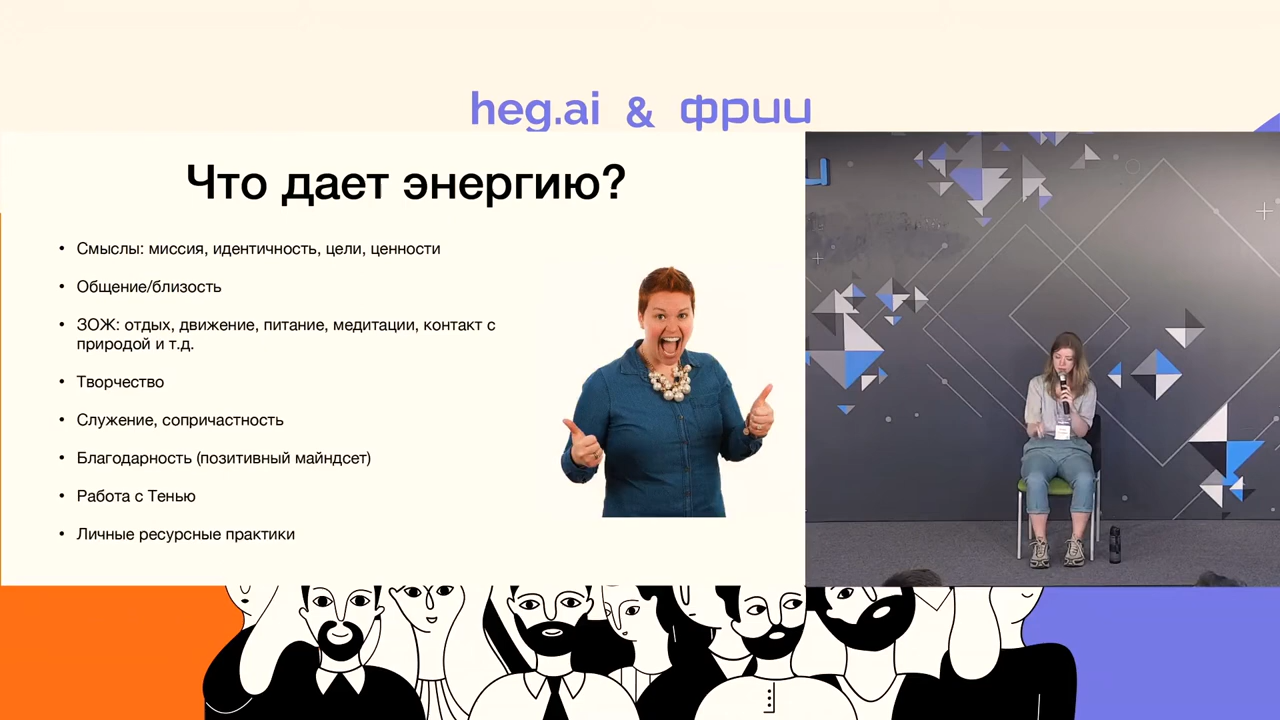 heg.ai & фрии
Что дает энергию?
• Смыслы: миссия, идентичность, цели, ценности
• Общение/близость
• ЗОЖ: отдых, движение, питание, медитации, контакт с
природой и т.д.
• Творчество
• Служение, сопричастность
• Благодарность (позитивный майндсет)
• Работа с Тенью
• Личные ресурсные практики